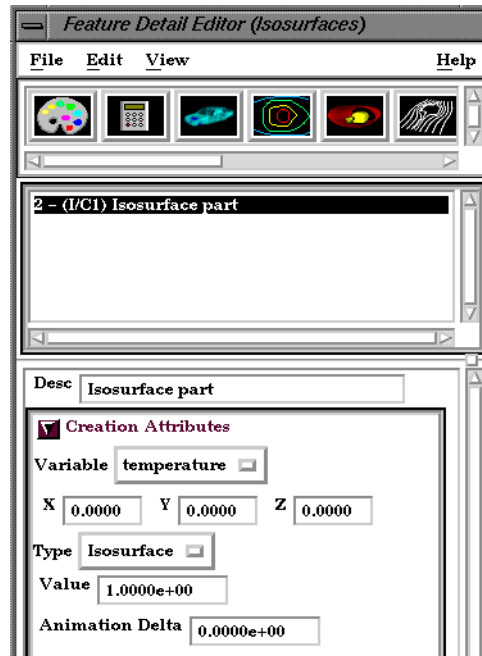 Feature Detail Editor (Isosurfaces)
File Edit View Help
2 – (I/C1) Isosurface part
Desc Isosurface part
Creation Attributes
Variable temperature
X 0.0000 Y 0.0000 Z 0.0000
Type Isosurface
Value 1.0000e+00
Animation Delta 0.0000e+00